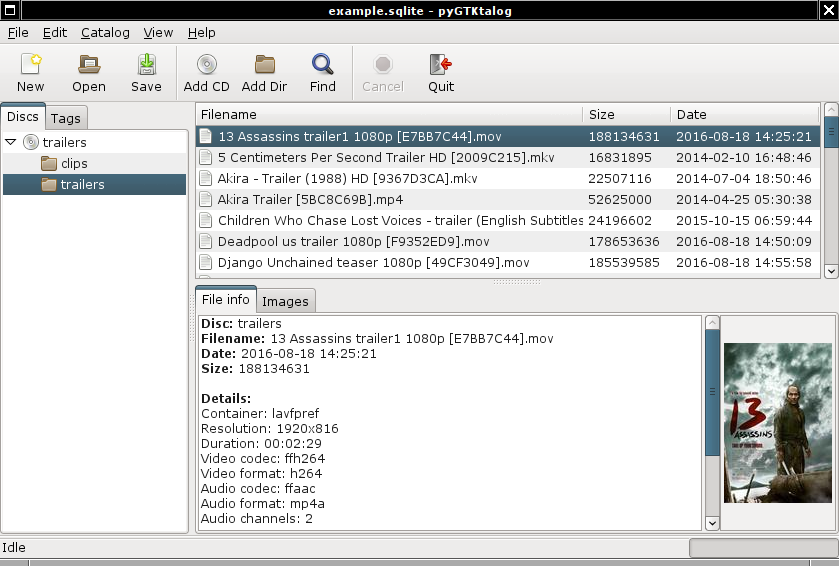 example.sqlite - pyGTKtalog
File Edit Catalog View Help
New Open Save Add CD Add Dir Find Cancel Quit
Discs Tags
trailers
clips
trailers
Filename Size Date
13 Assassins trailer1 1080p [E7BB7C44].mov 188134631 2016-08-18 14:25:21
5 Centimeters Per Second Trailer HD [2009C215].mkv 16831895 2014-02-10 16:48:46
Akira - Trailer (1988) HD [9367D3CA].mkv 22507116 2014-07-04 18:50:46
Akira Trailer [5BC8C69B].mp4 52625000 2014-04-25 05:30:38
Children Who Chase Lost Voices - trailer (English Subtitles 24196602 2015-10-15 06:59:44
Deadpool us trailer 1080p [F9352ED9].mov 178653636 2016-08-18 14:50:09
Django Unchained teaser 1080p [49CF3049].mov 185539585 2016-08-18 14:55:58
File info Images
Disc: trailers
Filename: 13 Assassins trailer1 1080p [E7BB7C44].mov
Date: 2016-08-18 14:25:21
Size: 188134631
Details:
Container: lavfpref
Resolution: 1920x816
Duration: 00:02:29
Video codec: ffh264
Video format: h264
Audio codec: ffaac
Audio format: mp4a
Audio channels: 2
13
ASSASSINS
Idle